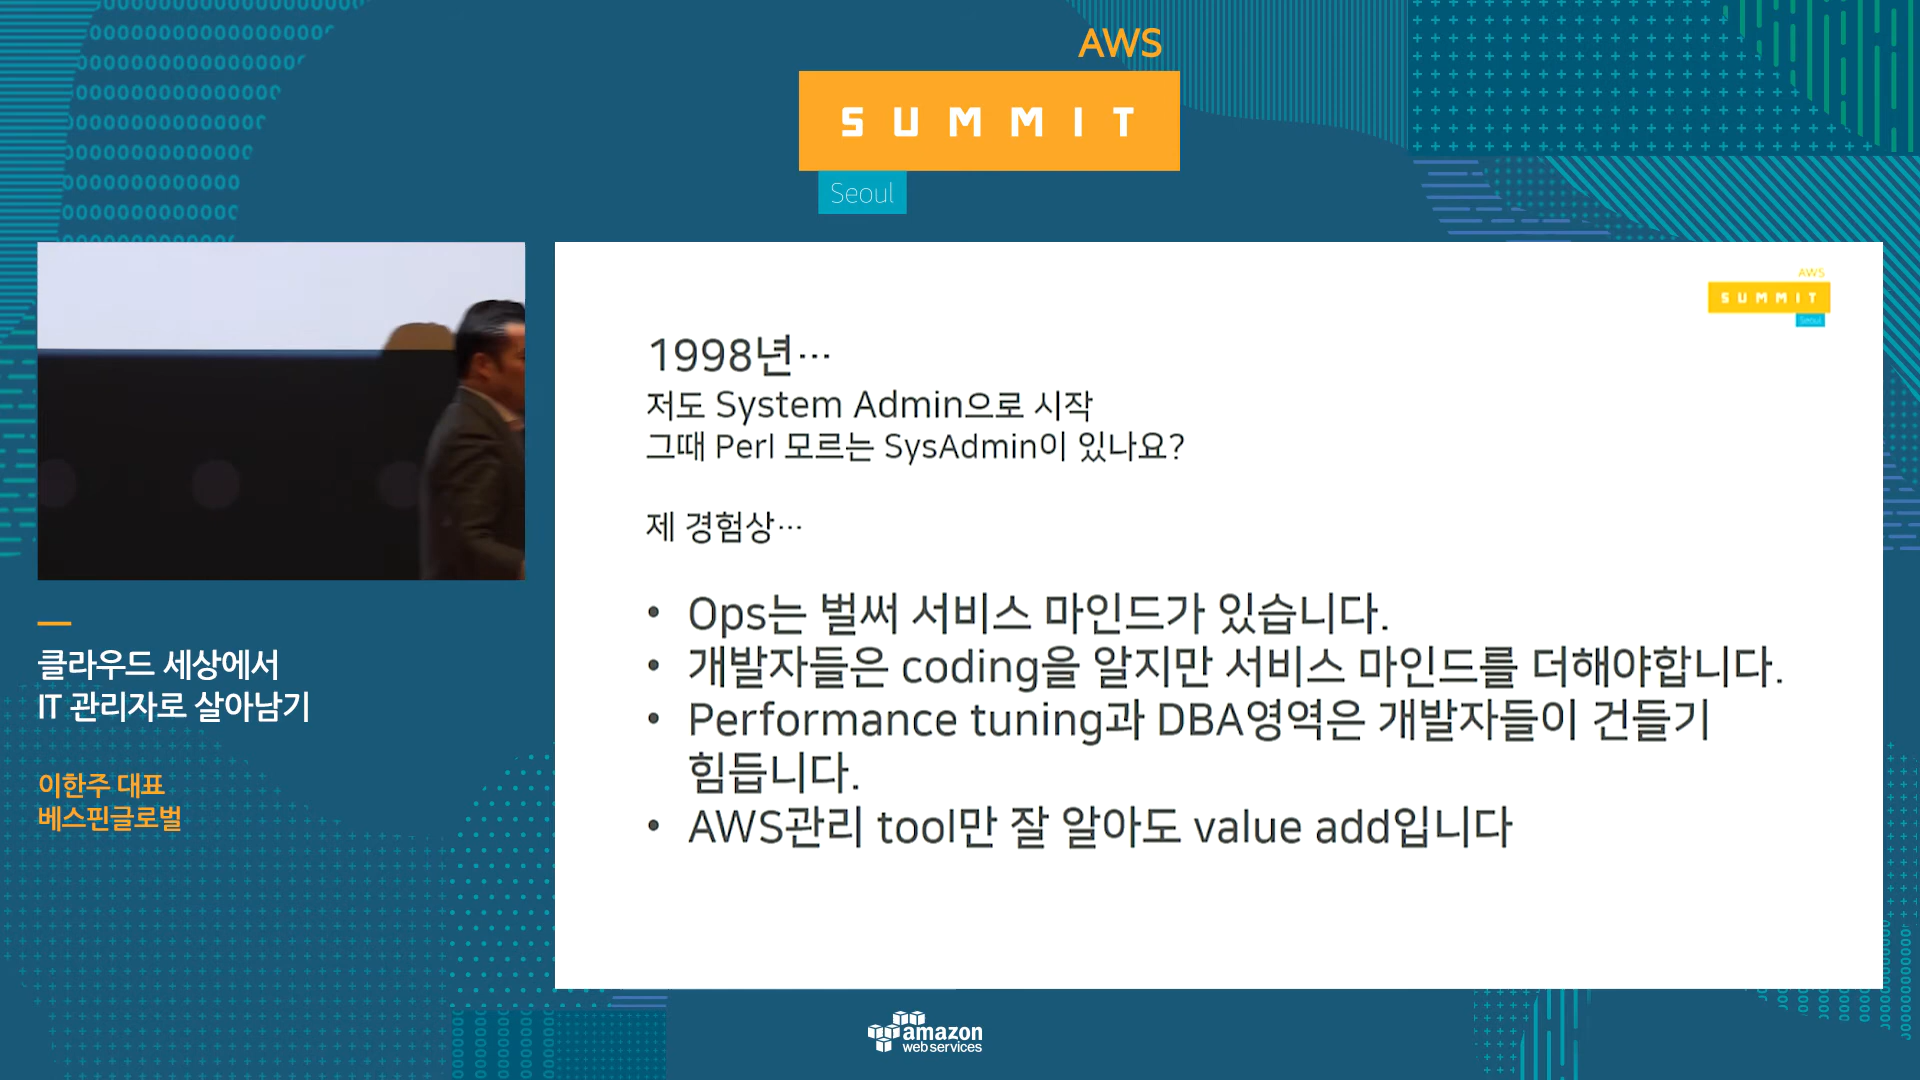 AWS
SUMMIT
Seoul
AWS
SUMMIT
Seoul
1998년…
저도 System Admin으로 시작
그때 Perl 모르는 SysAdmin이 있나요?
제 경험상…
• Ops는 벌써 서비스 마인드가 있습니다.
• 개발자들은 coding을 알지만 서비스 마인드를 더해야합니다.
• Performance tuning과 DBA영역은 개발자들이 건들기
힘듭니다.
• AWS관리 tool만 잘 알아도 value add입니다
클라우드 세상에서
IT 관리자로 살아남기
이한주 대표
베스핀글로벌
amazon
web services